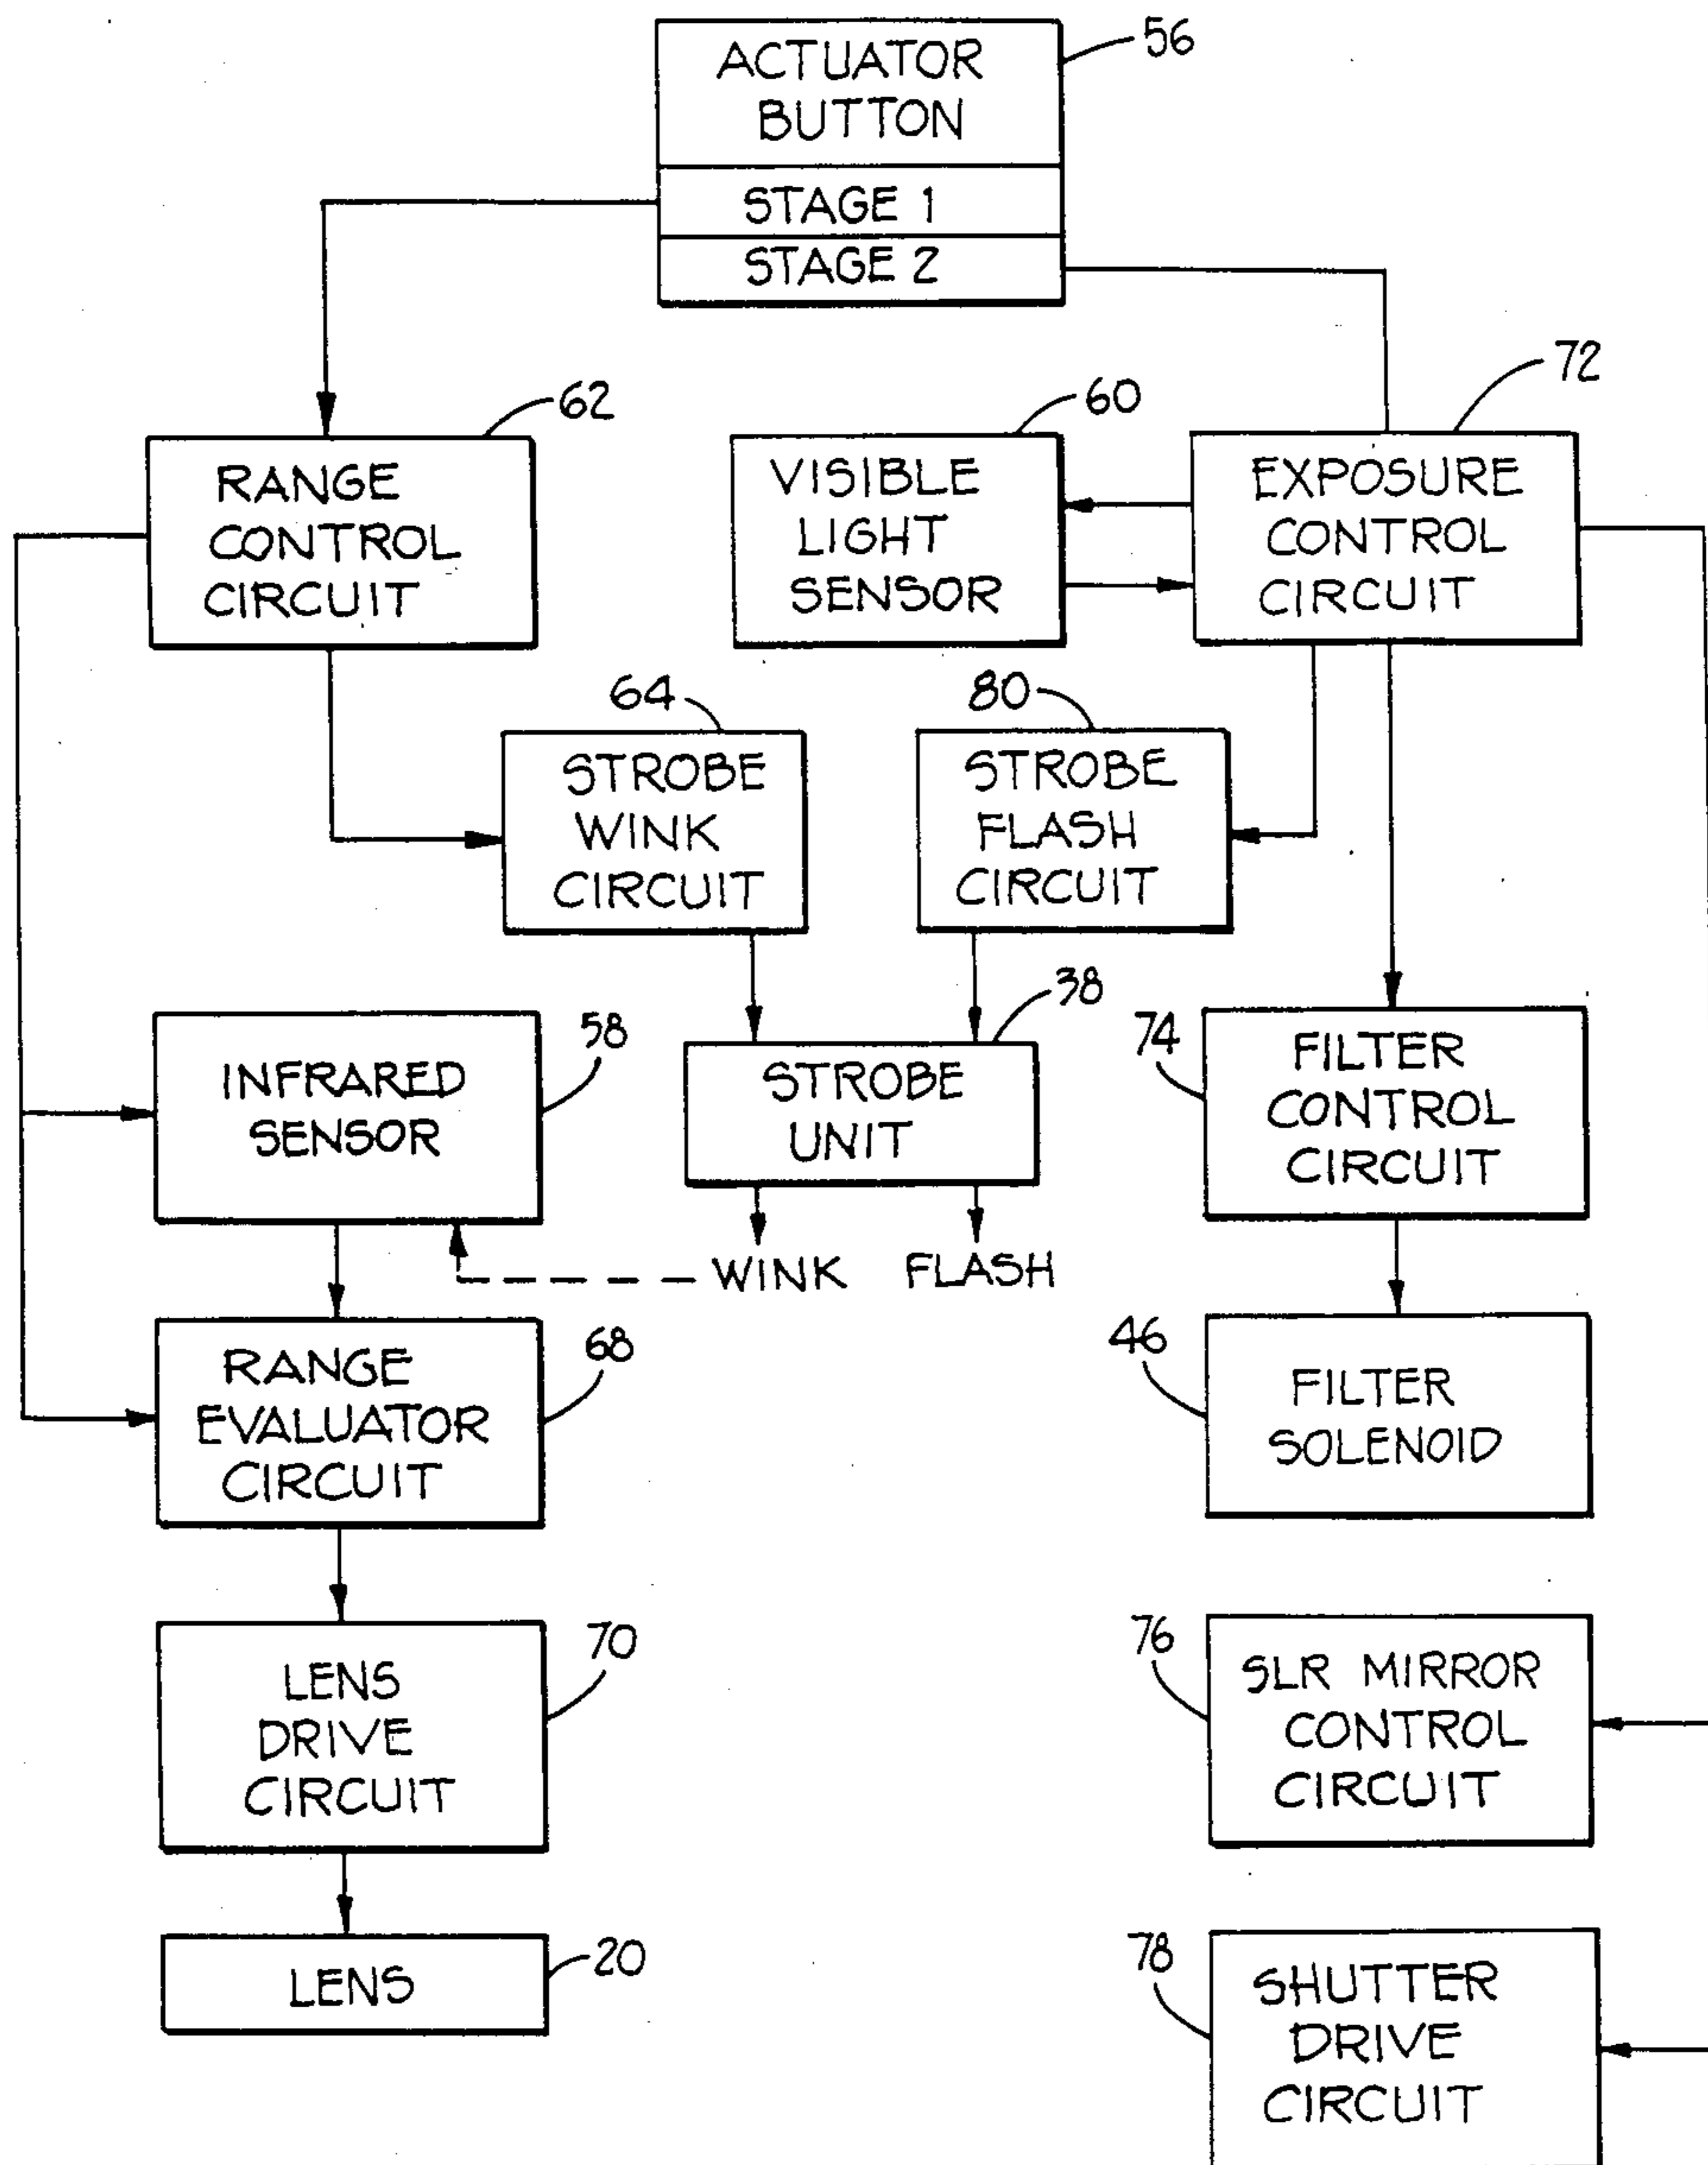 ACTUATOR
BUTTON
56
STAGE 1
STAGE 2
62
RANGE
CONTROL
CIRCUIT
60
VISIBLE
LIGHT
SENSOR
72
EXPOSURE
CONTROL
CIRCUIT
64
STROBE
WINK
CIRCUIT
80
STROBE
FLASH
CIRCUIT
58
INFRARED
SENSOR
38
STROBE
UNIT
WINK
FLASH
74
FILTER
CONTROL
CIRCUIT
68
RANGE
EVALUATOR
CIRCUIT
46
FILTER
SOLENOID
70
LENS
DRIVE
CIRCUIT
76
SLR MIRROR
CONTROL
CIRCUIT
20
LENS
78
SHUTTER
DRIVE
CIRCUIT